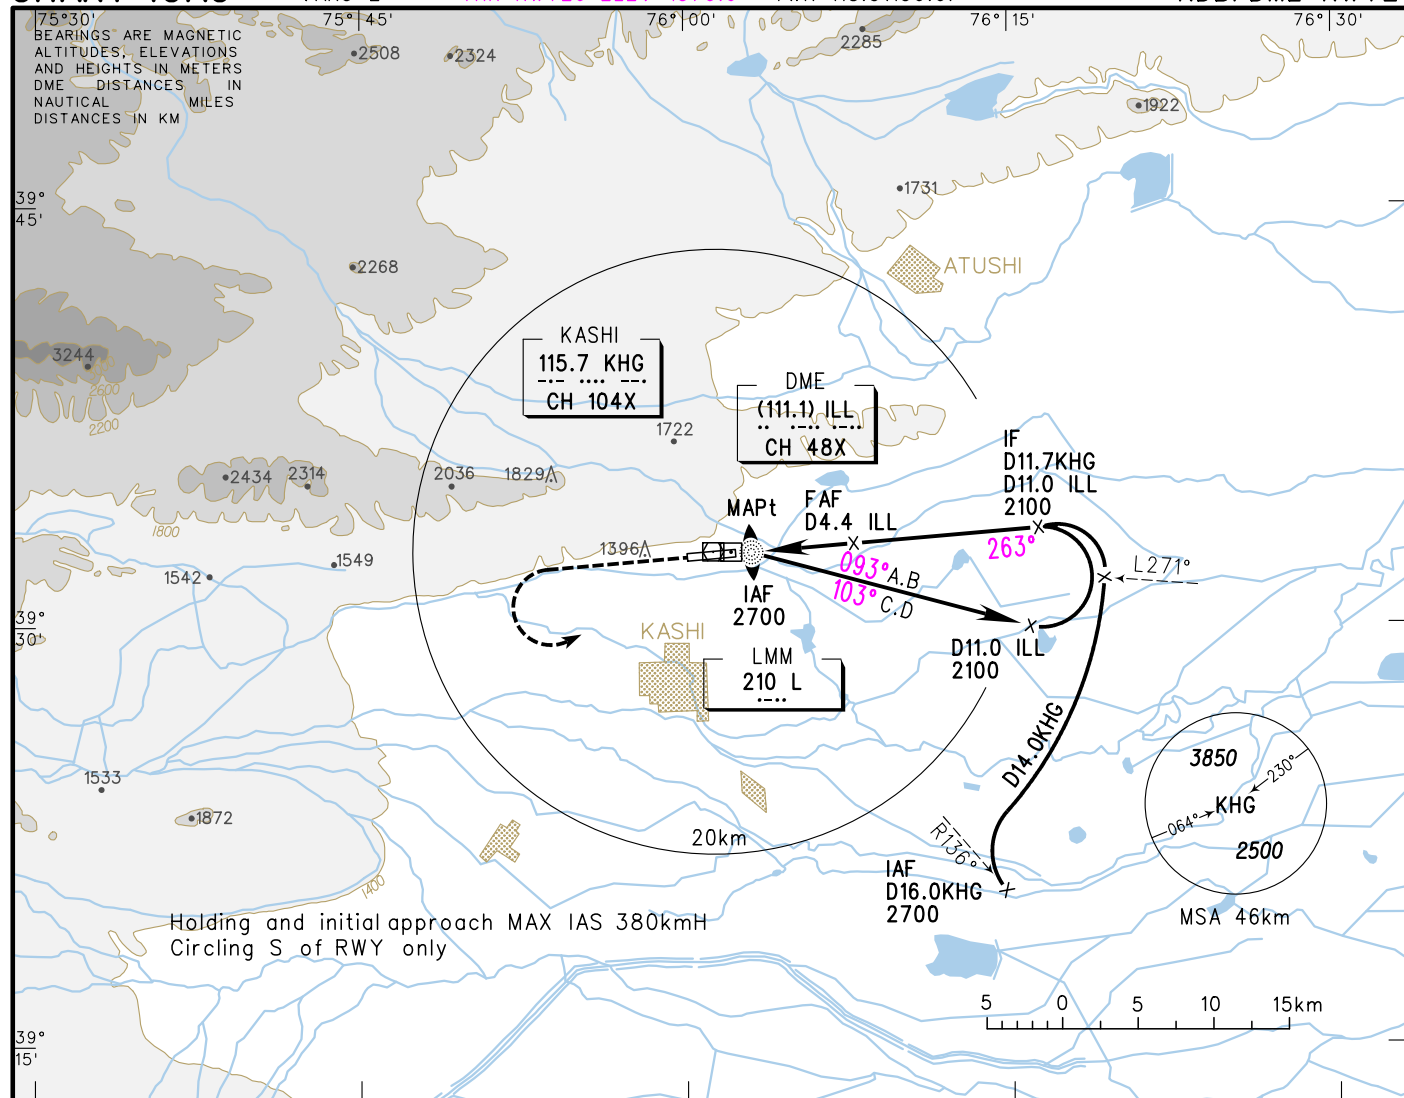 75°30'
75°45'
76°00'
76°15'
76°30'
BEARINGS ARE MAGNETIC
ALTITUDES, ELEVATIONS
AND HEIGHTS IN METERS
DME DISTANCES IN
NAUTICAL MILES
DISTANCES IN KM
2508
2324
2285
1922
1731
39°
45'
2268
ATUSHI
3244
2600
2200
KASHI
115.7 KHG
CH 104X
DME
(111.1) ILL
CH 48X
1722
2434
2314
2036
1829
1800
IF
D11.7KHG
D11.0 ILL
2100
MAPt
FAF
D4.4 ILL
263°
1396
1549
1542
093° A.B
103° C.D
L271°
IAF
2700
39°
30'
KASHI
D11.0 ILL
2100
LMM
210 L
D14.0KHG
3850
230°
KHG
064°
2500
MSA 46km
1533
1872
20km
R136°
IAF
D16.0KHG
2700
1400
Holding and initial approach MAX IAS 380kmH
Circling S of RWY only
5 0 5 10 15km
39°
15'